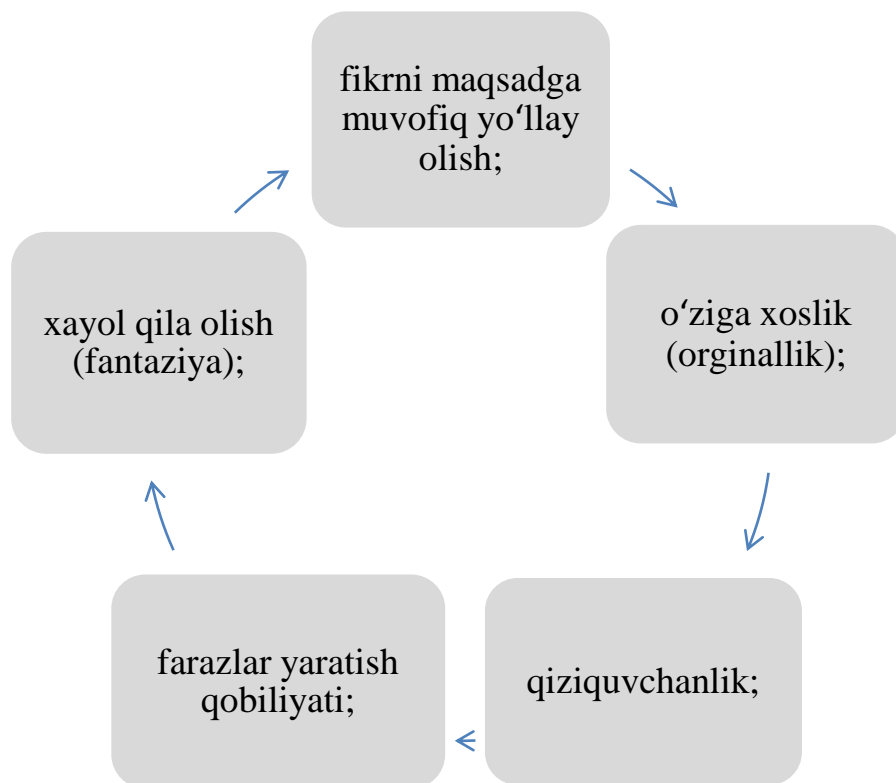 fikrni maqsadga
muvofiq yoʻllay
olish;
oʻziga xoslik
(orginallik);
qiziquvchanlik;
farazlar yaratish
qobiliyati;
xayol qila olish
(fantaziya);